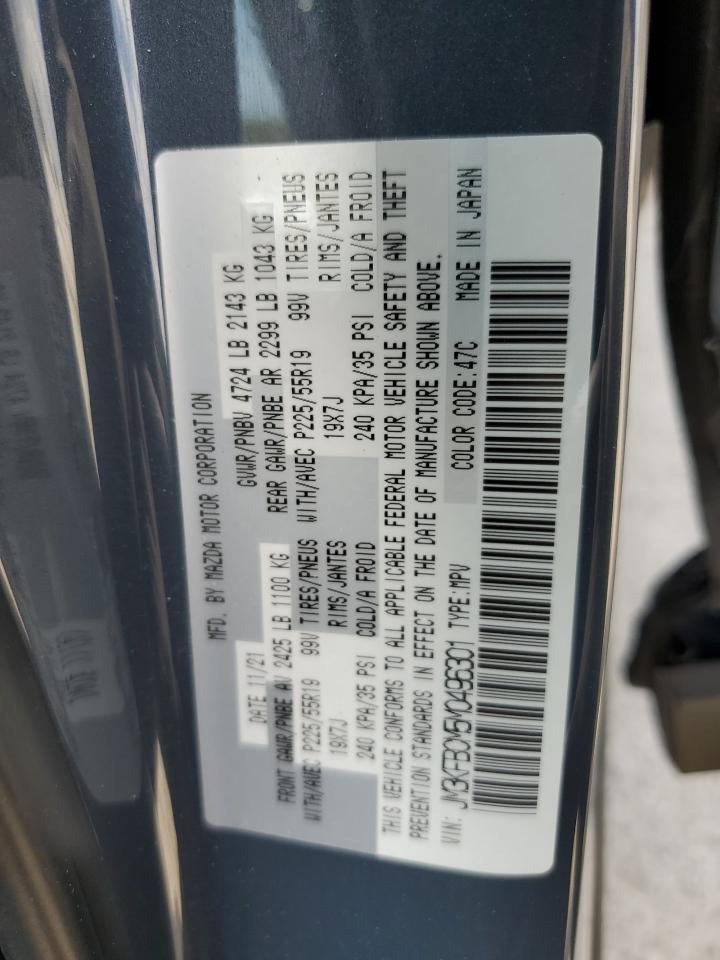 MFD. BY MAZDA MOTOR CORPORATION
DATE 11/21 GVWR/PNBV 4724 LB 2143 KG
FRONT GAWR/PNBE AV 2425 LB 1100 KG REAR GAWR/PNBE AR 2299 LB 1043 KG
WITH/AVEC P225/55R19 99V TIRES/PNEUS WITH/AVEC P225/55R19 99V TIRES/PNEUS
19X7J RIMS/JANTES 19X7J RIMS/JANTES
240 KPA/35 PSI COLD/A FROID 240 KPA/35 PSI COLD/A FROID
THIS VEHICLE CONFORMS TO ALL APPLICABLE FEDERAL MOTOR VEHICLE SAFETY AND THEFT
PREVENTION STANDARDS IN EFFECT ON THE DATE OF MANUFACTURE SHOWN ABOVE.
VIN: JM3KFBCM5M0496301 TYPE:MPV COLOR CODE:47C MADE IN JAPAN